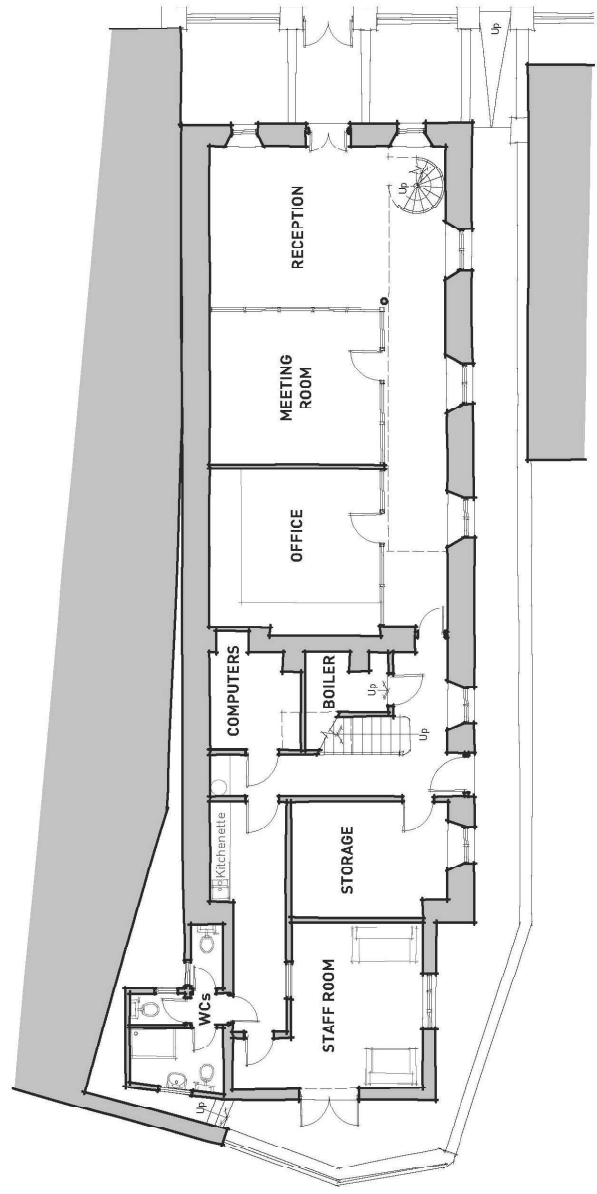 Up
Up
RECEPTION
MEETING
ROOM
OFFICE
COMPUTERS
BOILER
Up
Up
Kitchenette
STORAGE
WCs
STAFF ROOM
Up